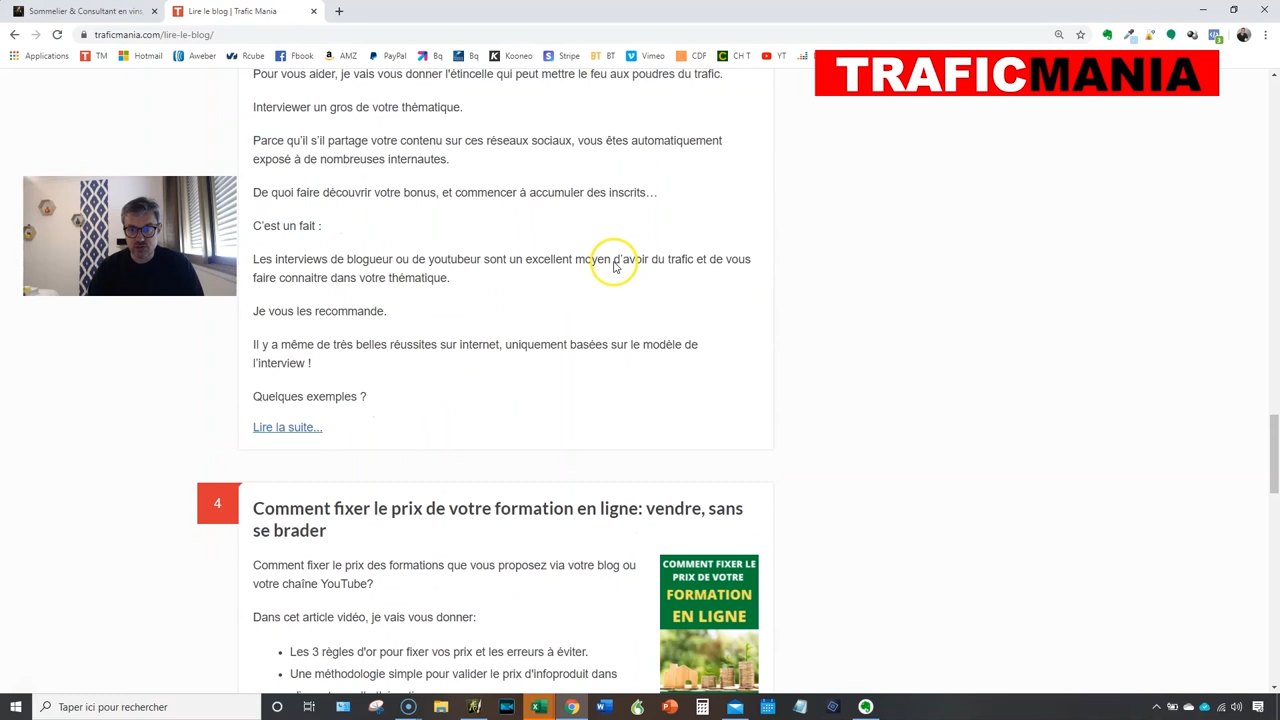 Sommelier & Consultant en vins
Lire le blog | Trafic Mania
traficmania.com/lire-le-blog/
Applications
TM
Hotmail
Aweber
Rcube
Fbook
AMZ
PayPal
Bq
Bq
Kooneo
Stripe
BT
Vimeo
CDF
CH T
YT
TRAFICMANIA
Pour vous aider, je vais vous donner l'étincelle qui peut mettre le feu aux poudres du trafic.
Interviewer un gros de votre thématique.
Parce qu'il s'il partage votre contenu sur ces réseaux sociaux, vous êtes automatiquement
exposé à de nombreuses internautes.
De quoi faire découvrir votre bonus, et commencer à accumuler des inscrits…
C'est un fait :
Les interviews de blogueur ou de youtubeur sont un excellent moyen d'avoir du trafic et de vous
faire connaitre dans votre thématique.
Je vous les recommande.
Il y a même de très belles réussites sur internet, uniquement basées sur le modèle de
l'interview !
Quelques exemples ?
Lire la suite...
4
Comment fixer le prix de votre formation en ligne: vendre, sans
se brader
Comment fixer le prix des formations que vous proposez via votre blog ou
votre chaîne YouTube?
Dans cet article vidéo, je vais vous donner:
Les 3 règles d'or pour fixer vos prix et les erreurs à éviter.
Une méthodologie simple pour valider le prix d'infoproduit dans
COMMENT FIXER LE
PRIX DE VOTRE
FORMATION
EN LIGNE
Taper ici pour rechercher